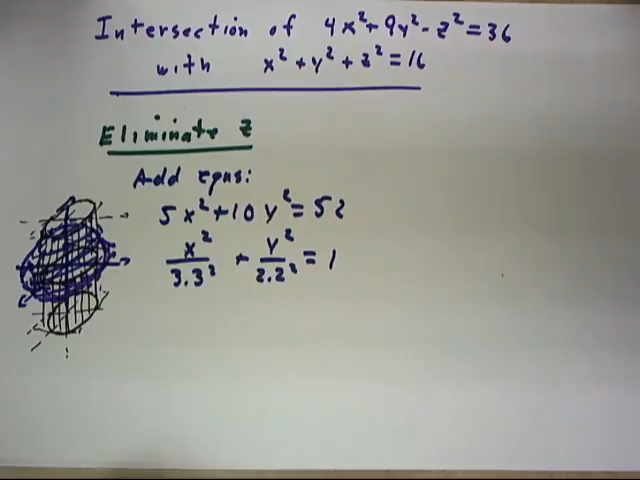 Intersection of 4x²+9y²-z²=36
with x²+y²+z²=16
Eliminate z
Add eqns:
5x²+10y²=52
x²/3.3² + y²/2.2² = 1